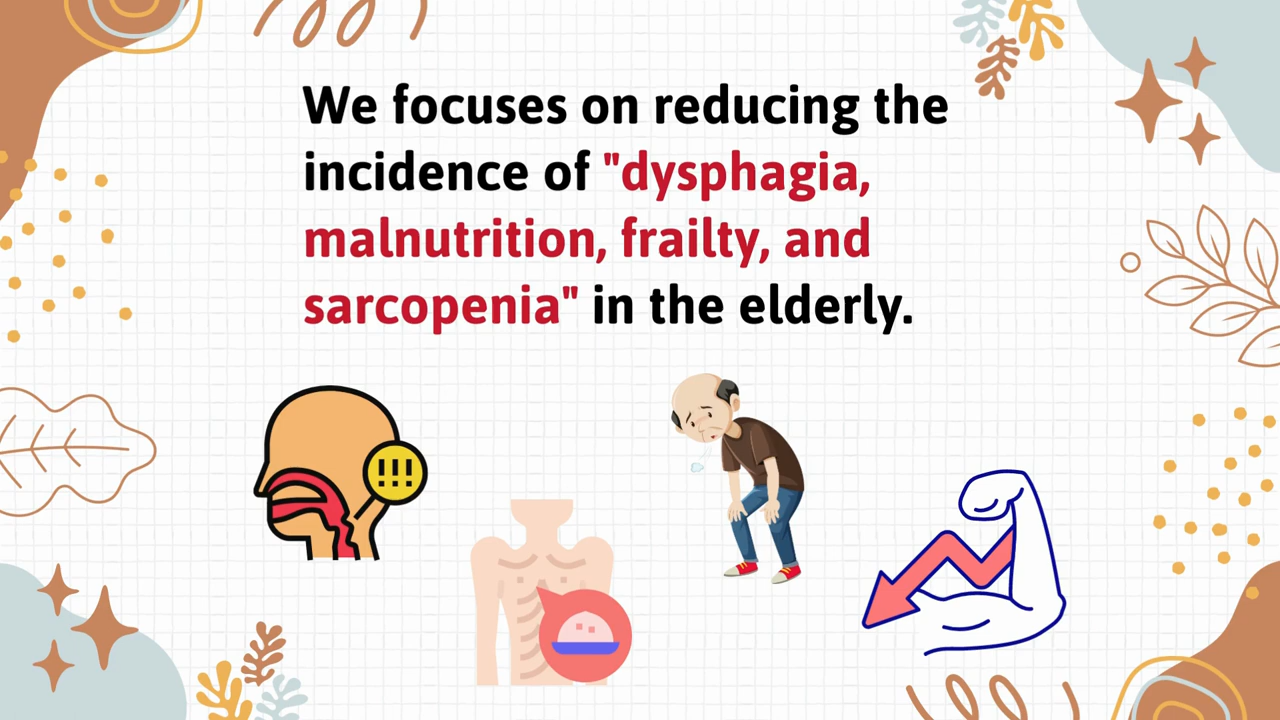 We focuses on reducing the
incidence of "dysphagia,
malnutrition, frailty, and
sarcopenia" in the elderly.
!!!